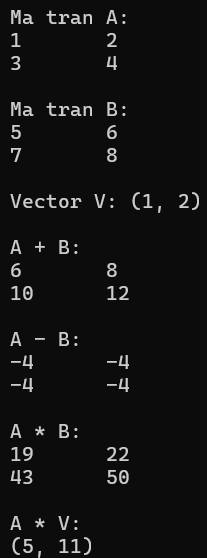 Ma tran A:
1 2
3 4
Ma tran B:
5 6
7 8
Vector V: (1, 2)
A + B:
6 8
10 12
A - B:
-4 -4
-4 -4
A * B:
19 22
43 50
A * V:
(5, 11)